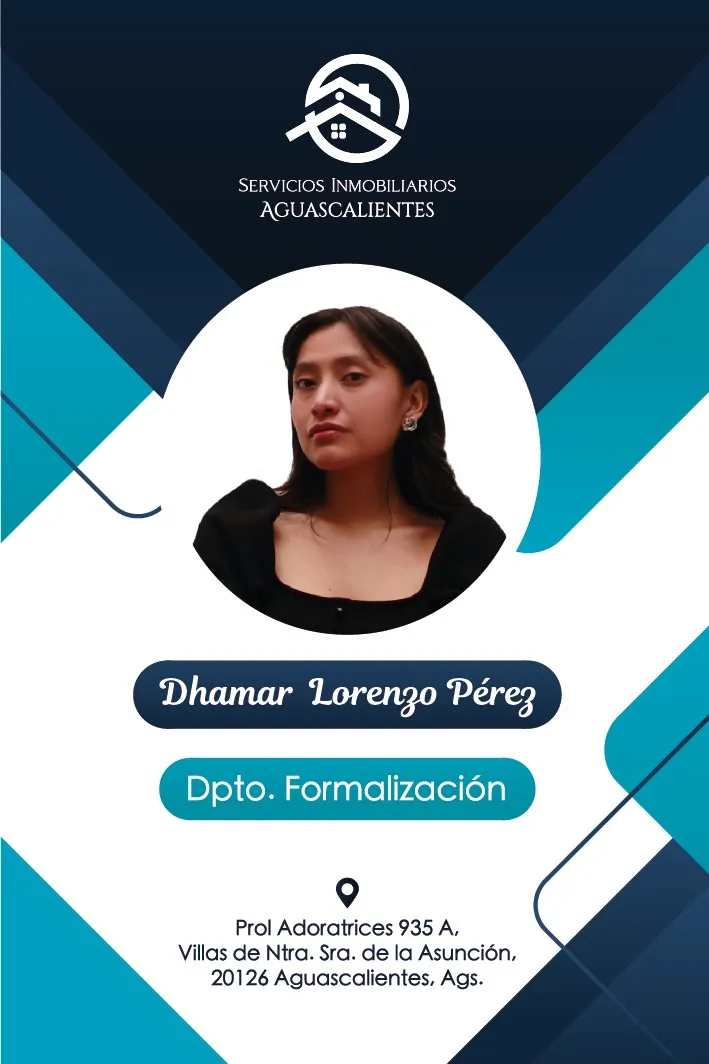 Servicios Inmobiliarios
Aguascalientes
Dhamar Lorenzo Pérez
Dpto. Formalización
Prol Adoratrices 935 A,
Villas de Ntra. Sra. de la Asunción,
20126 Aguascalientes, Ags.